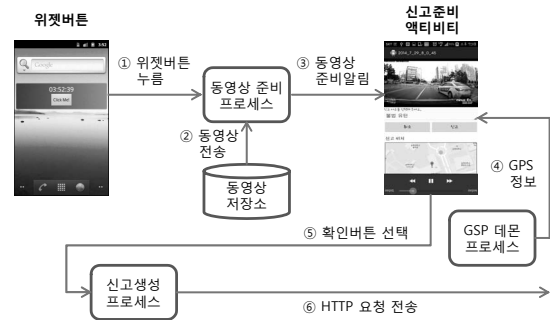 위젯버튼
신고준비
액티비티
① 위젯버튼
누름
③ 동영상
준비알림
동영상 준비
프로세스
② 동영상
전송
동영상
저장소
03:52:39
Click Me!
Google
3:52
④ GPS
정보
⑤ 확인버튼 선택
GSP 데몬
프로세스
신고생성
프로세스
⑥ HTTP 요청 전송